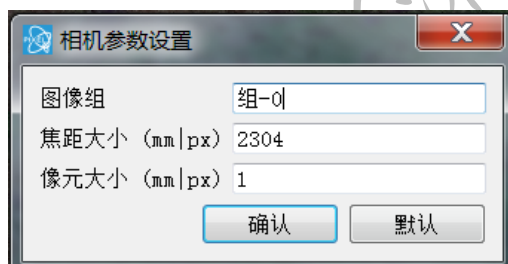 相机参数设置
图像组 组-0
焦距大小 (mm|px) 2304
像元大小 (mm|px) 1
确认 默认